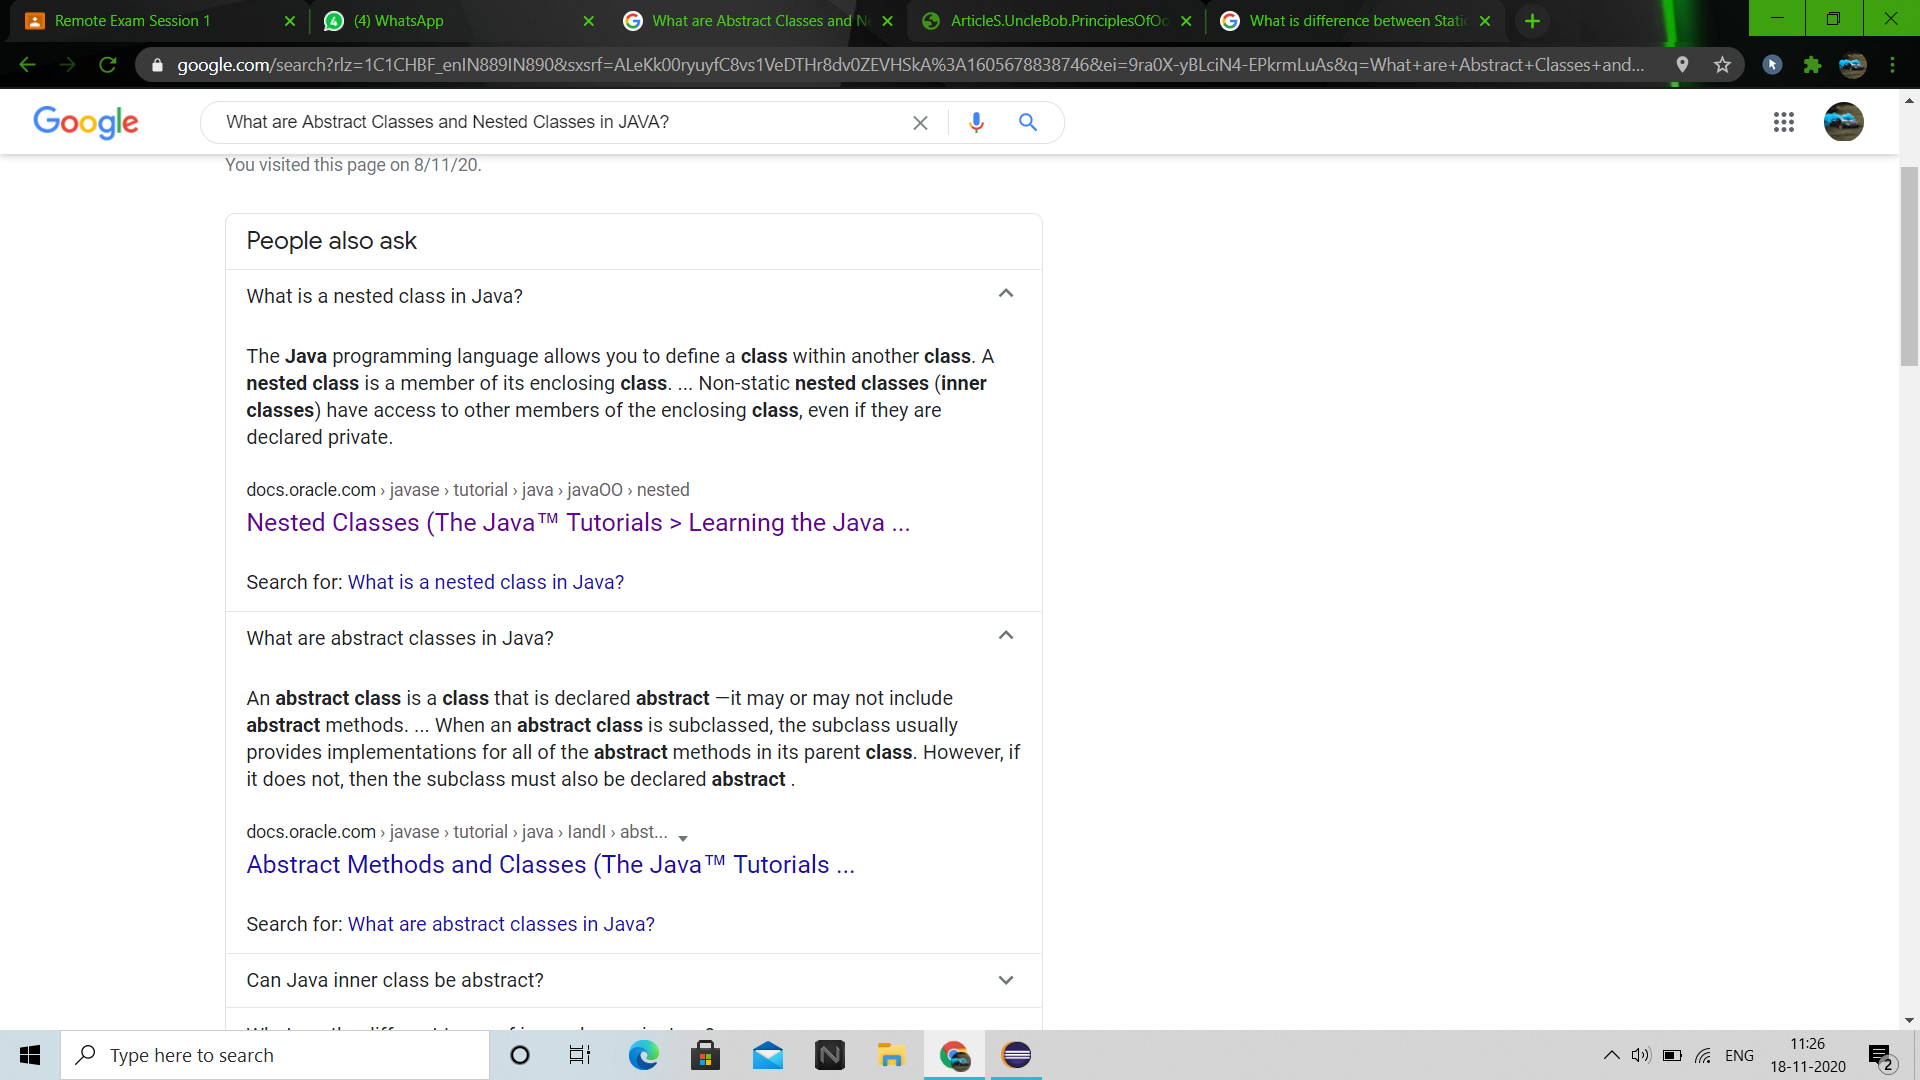 Remote Exam Session 1
(4) WhatsApp
What are Abstract Classes and Ne
ArticleS.UncleBob.PrinciplesOfOo
What is difference between Stati
google.com/search?rlz=1C1CHBF_enIN889IN890&sxsrf=ALeKk00ryuyfC8vs1VeDTHr8dv0ZEVHSkA%3A1605678838746&ei=9ra0X-yBLciN4-EPkrmLuAs&q=What+are+Abstract+Classes+and...
Google
What are Abstract Classes and Nested Classes in JAVA?
You visited this page on 8/11/20.
People also ask
What is a nested class in Java?
The Java programming language allows you to define a class within another class. A
nested class is a member of its enclosing class. ... Non-static nested classes (inner
classes) have access to other members of the enclosing class, even if they are
declared private.
docs.oracle.com › javase › tutorial › java › javaOO › nested
Nested Classes (The Java™ Tutorials > Learning the Java ...
Search for: What is a nested class in Java?
What are abstract classes in Java?
An abstract class is a class that is declared abstract —it may or may not include
abstract methods. ... When an abstract class is subclassed, the subclass usually
provides implementations for all of the abstract methods in its parent class. However, if
it does not, then the subclass must also be declared abstract .
docs.oracle.com › javase › tutorial › java › IandI › abst...
Abstract Methods and Classes (The Java™ Tutorials ...
Search for: What are abstract classes in Java?
Can Java inner class be abstract?
Type here to search
ENG
11:26
18-11-2020
2